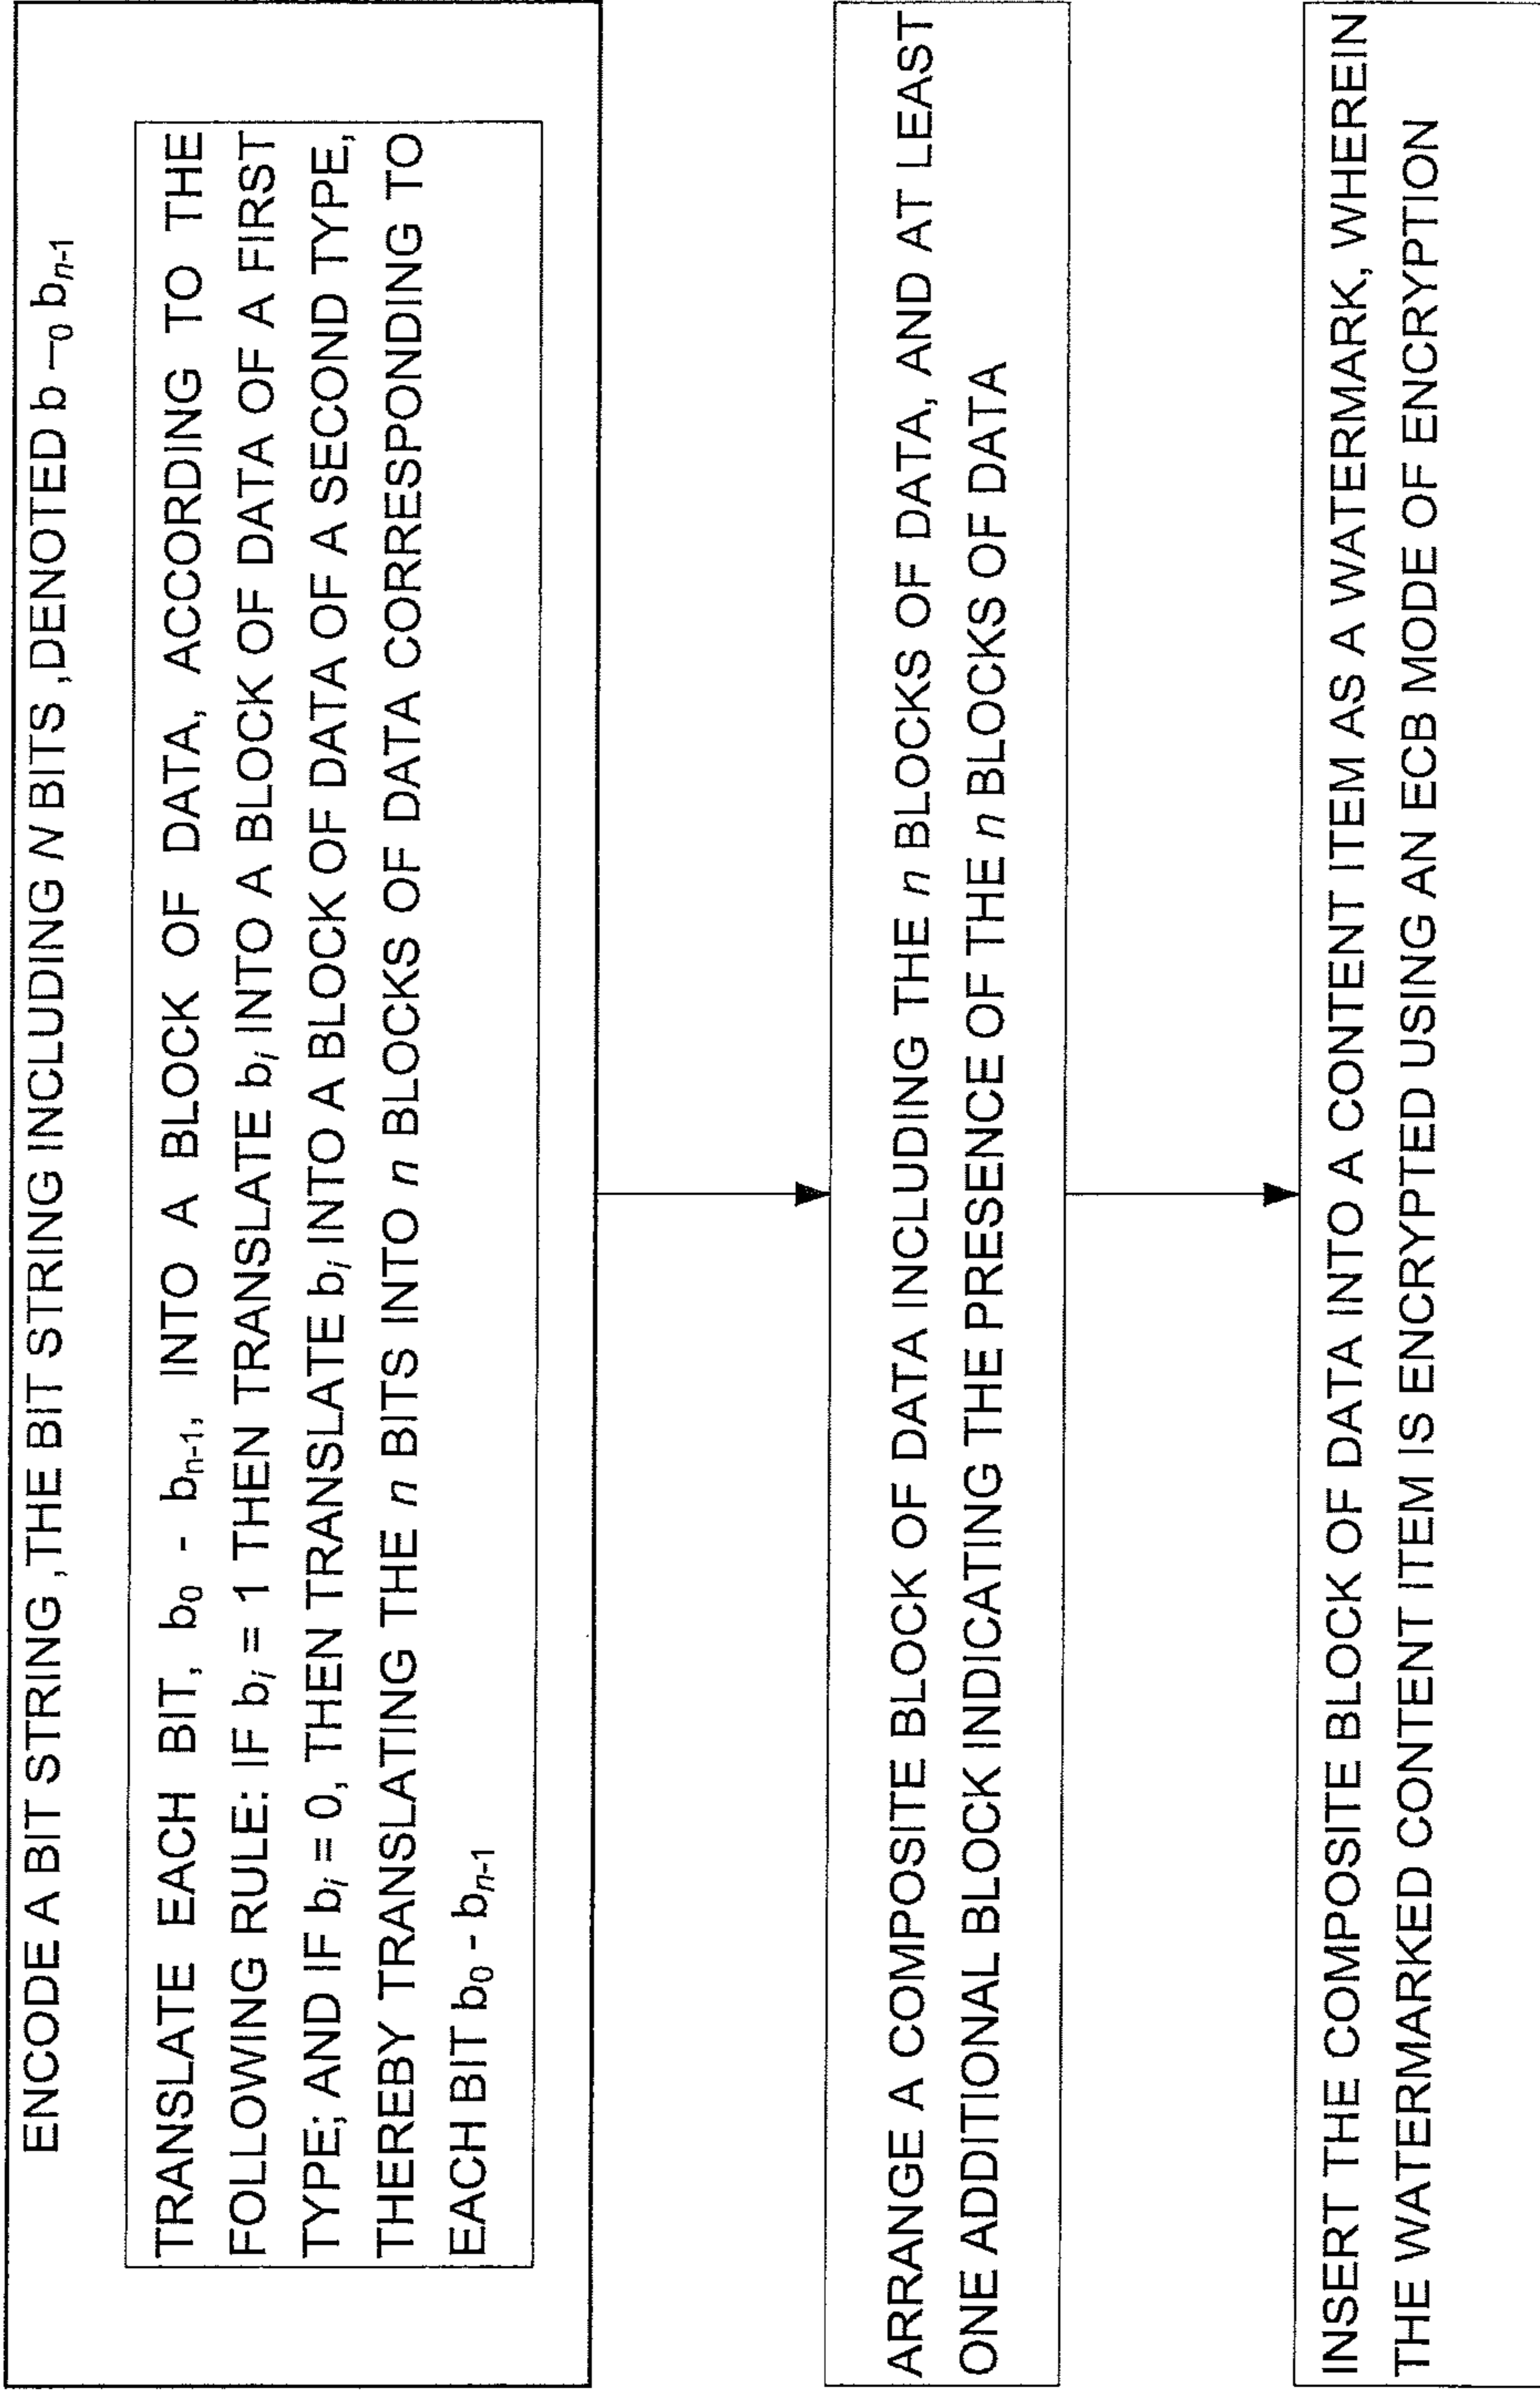 ENCODE A BIT STRING ,THE BIT STRING INCLUDING N BITS ,DENOTED b –0 bn-1
TRANSLATE EACH BIT, b0 - bn-1, INTO A BLOCK OF DATA, ACCORDING TO THE
FOLLOWING RULE: IF bi = 1 THEN TRANSLATE bi INTO A BLOCK OF DATA OF A FIRST
TYPE; AND IF bi = 0, THEN TRANSLATE bi INTO A BLOCK OF DATA OF A SECOND TYPE,
THEREBY TRANSLATING THE n BITS INTO n BLOCKS OF DATA CORRESPONDING TO
EACH BIT b0 - bn-1
ARRANGE A COMPOSITE BLOCK OF DATA INCLUDING THE n BLOCKS OF DATA, AND AT LEAST
ONE ADDITIONAL BLOCK INDICATING THE PRESENCE OF THE n BLOCKS OF DATA
INSERT THE COMPOSITE BLOCK OF DATA INTO A CONTENT ITEM AS A WATERMARK, WHEREIN
THE WATERMARKED CONTENT ITEM IS ENCRYPTED USING AN ECB MODE OF ENCRYPTION